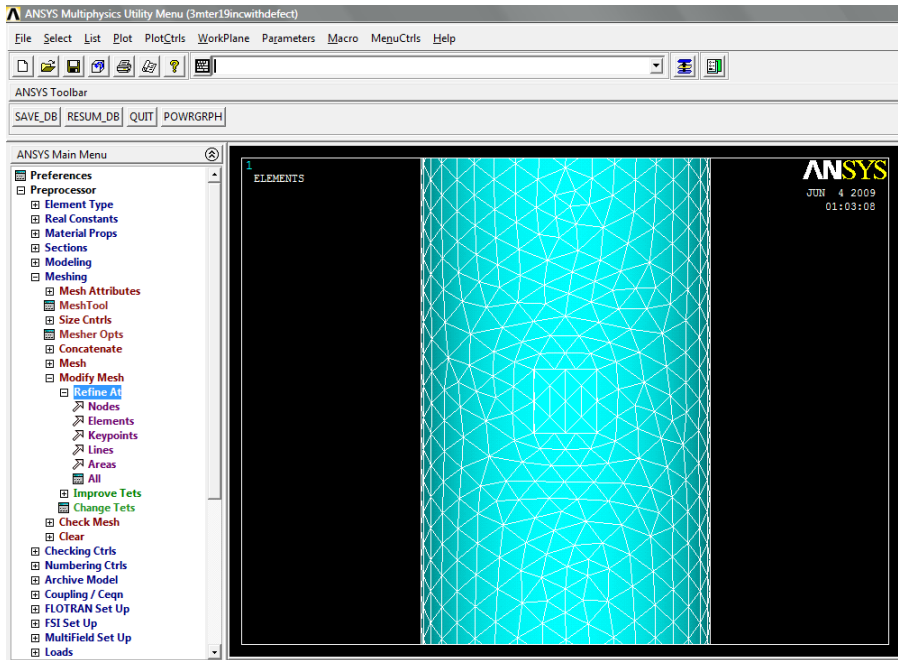 ANSYS Multiphysics Utility Menu (3mter19incwithdefect)
File Select List Plot PlotCtrls WorkPlane Parameters Macro MenuCtrls Help
ANSYS Toolbar
SAVE_DB RESUM_DB QUIT POWRGRPH
ANSYS Main Menu
Preferences
Preprocessor
Element Type
Real Constants
Material Props
Sections
Modeling
Meshing
Mesh Attributes
MeshTool
Size Cntrls
Mesher Opts
Concatenate
Mesh
Modify Mesh
Refine At
Nodes
Elements
Keypoints
Lines
Areas
All
Improve Tets
Change Tets
Check Mesh
Clear
Checking Ctrls
Numbering Ctrls
Archive Model
Coupling / Ceqn
FLOTRAN Set Up
FSI Set Up
MultiField Set Up
Loads
1
ELEMENTS
ANSYS
JUN 4 2009
01:03:08